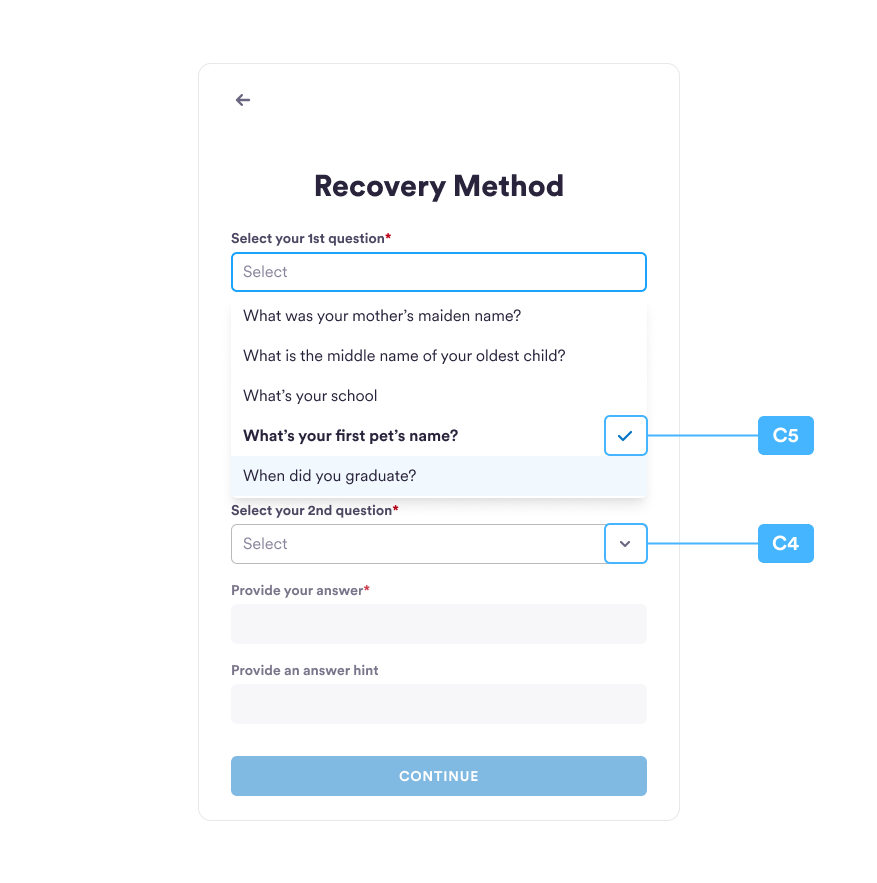 Recovery Method
Select your 1st question*
Select
What was your mother’s maiden name?
What is the middle name of your oldest child?
What’s your school
What’s your first pet’s name?
C5
When did you graduate?
Select your 2nd question*
Select
C4
Provide your answer*
Provide an answer hint
CONTINUE